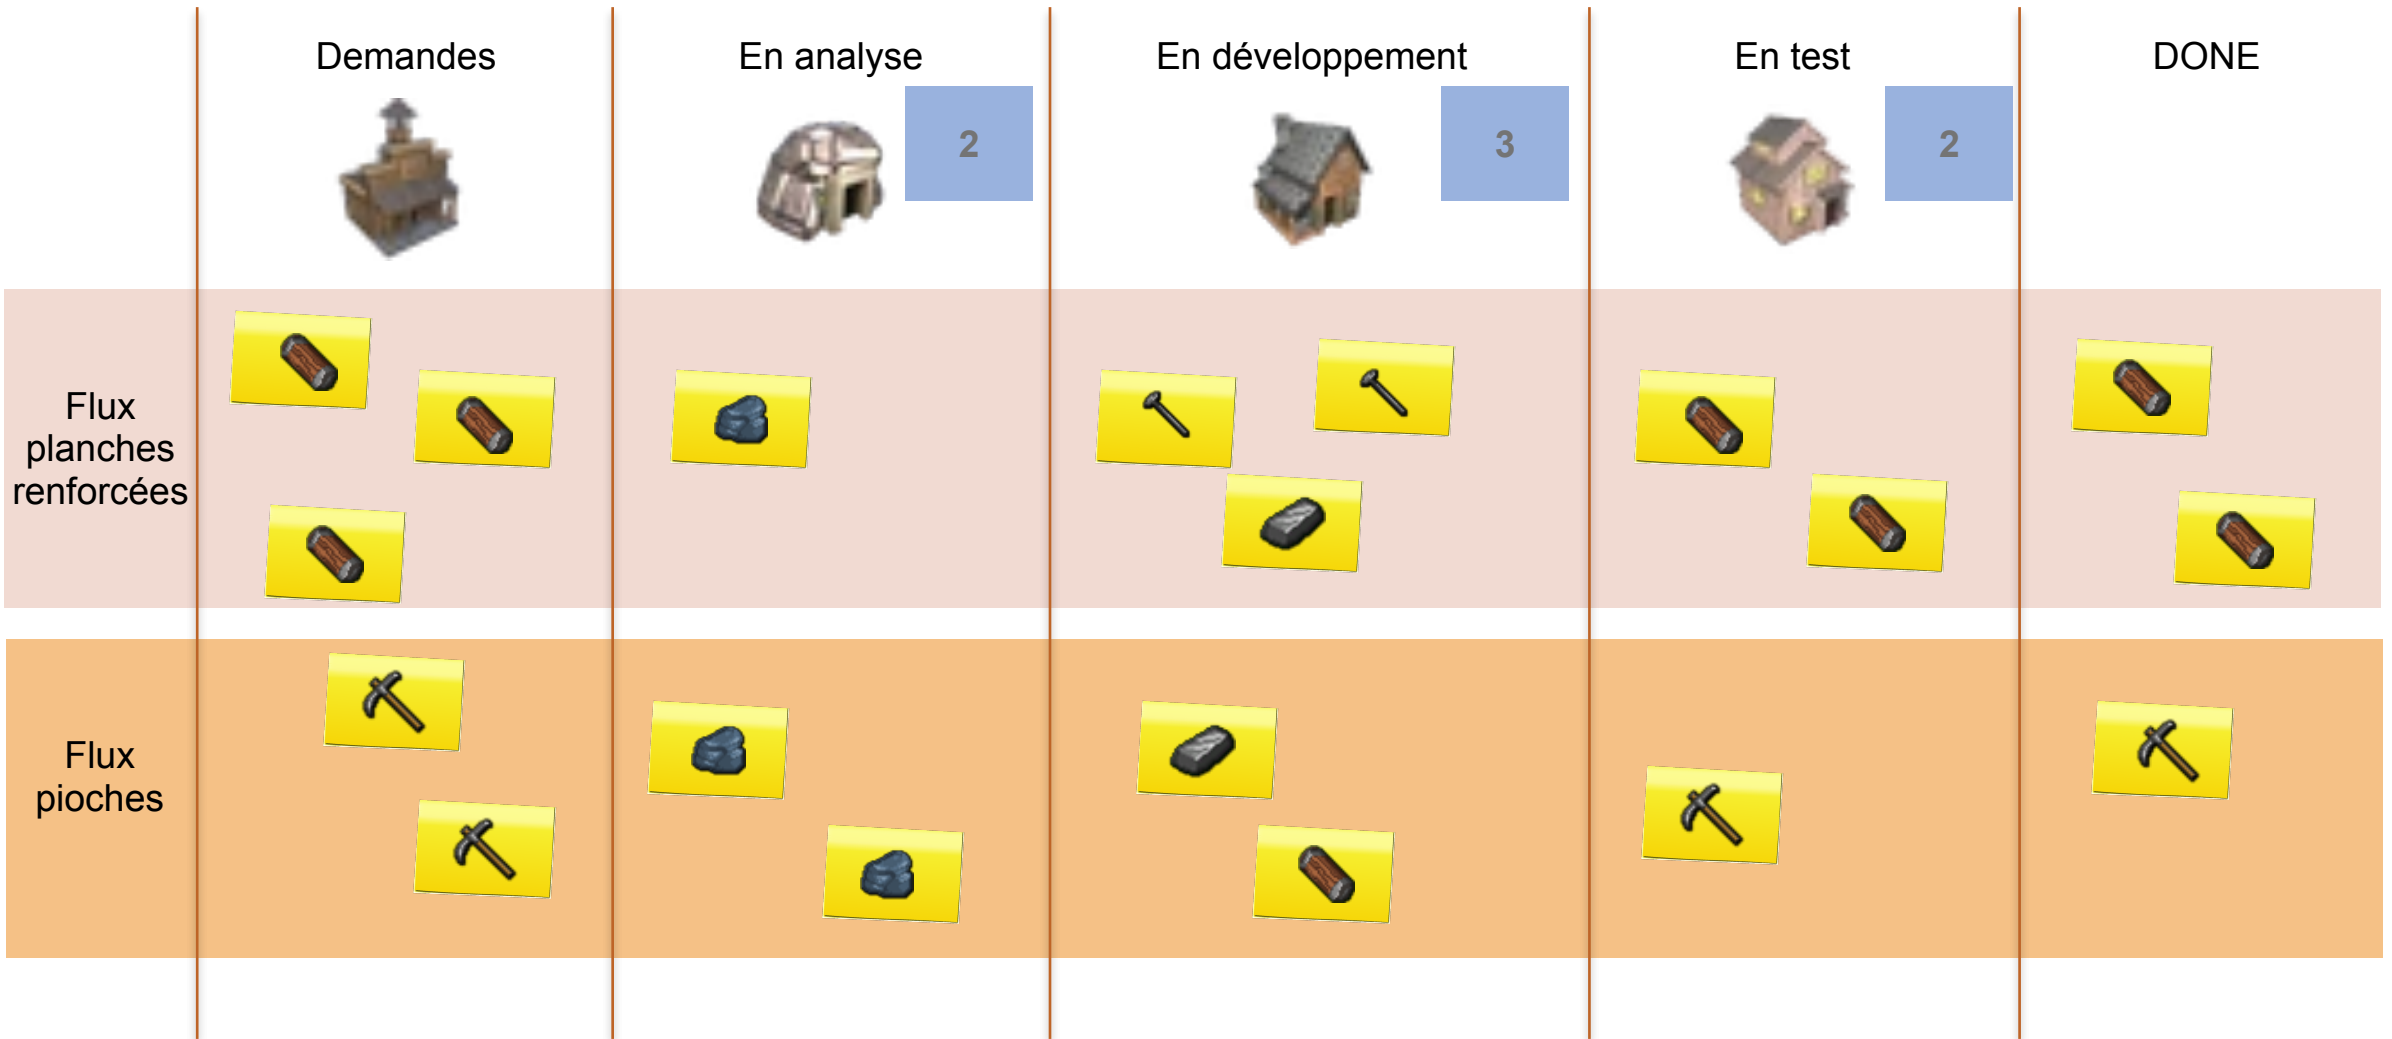 Demandes
En analyse
En développement
En test
DONE
2
3
2
Flux
planches
renforcées
Flux
pioches